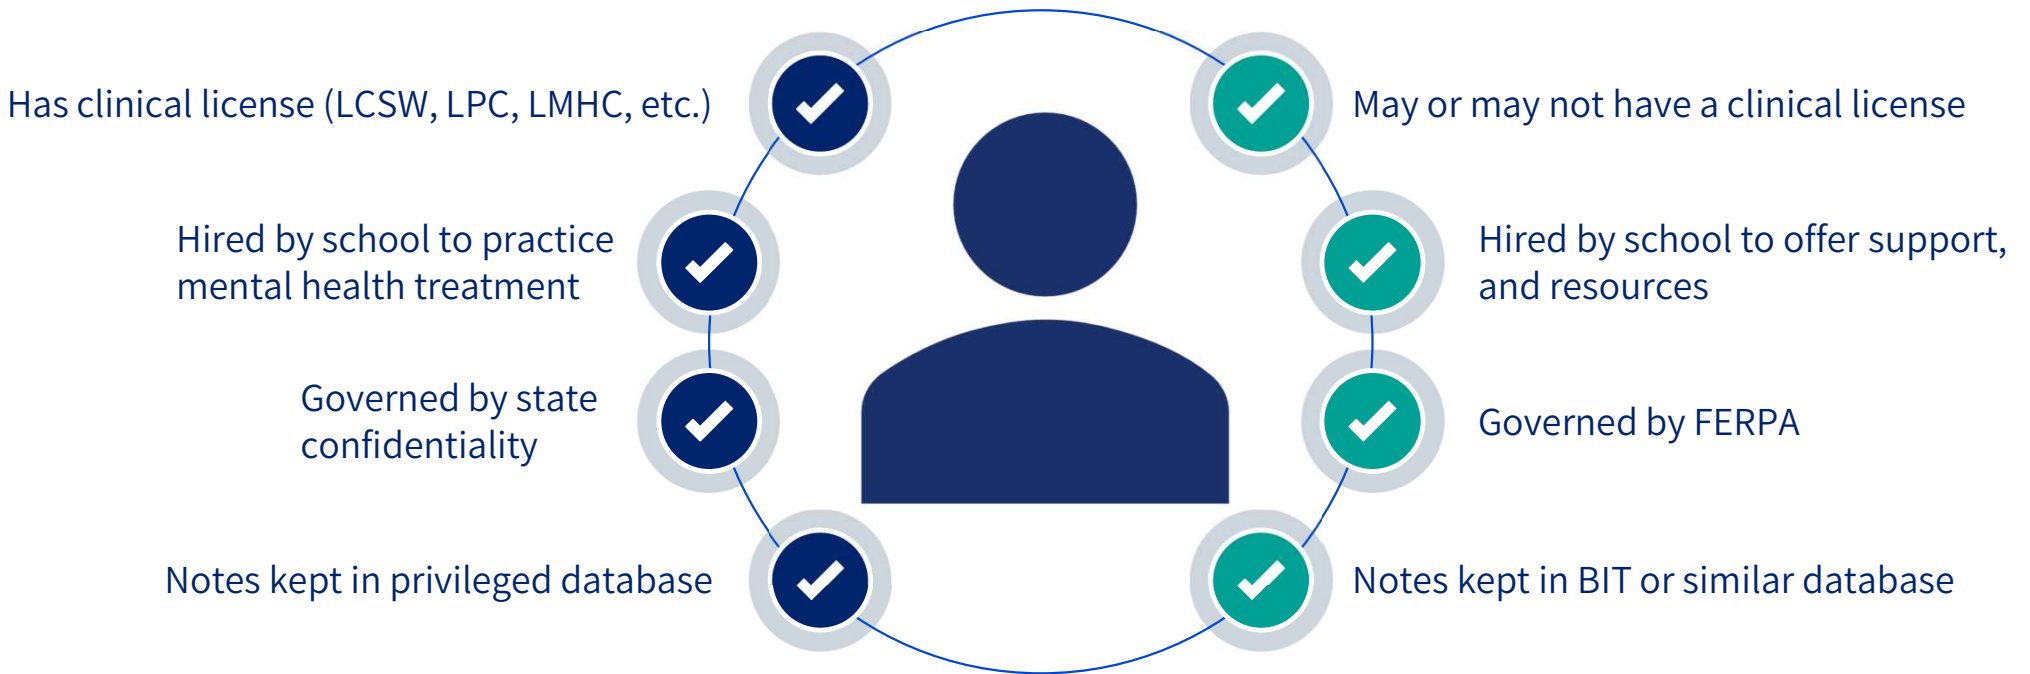 Has clinical license (LCSW, LPC, LMHC, etc.)
Hired by school to practice
mental health treatment
Governed by state
confidentiality
Notes kept in privileged database
May or may not have a clinical license
Hired by school to offer support,
and resources
Governed by FERPA
Notes kept in BIT or similar database